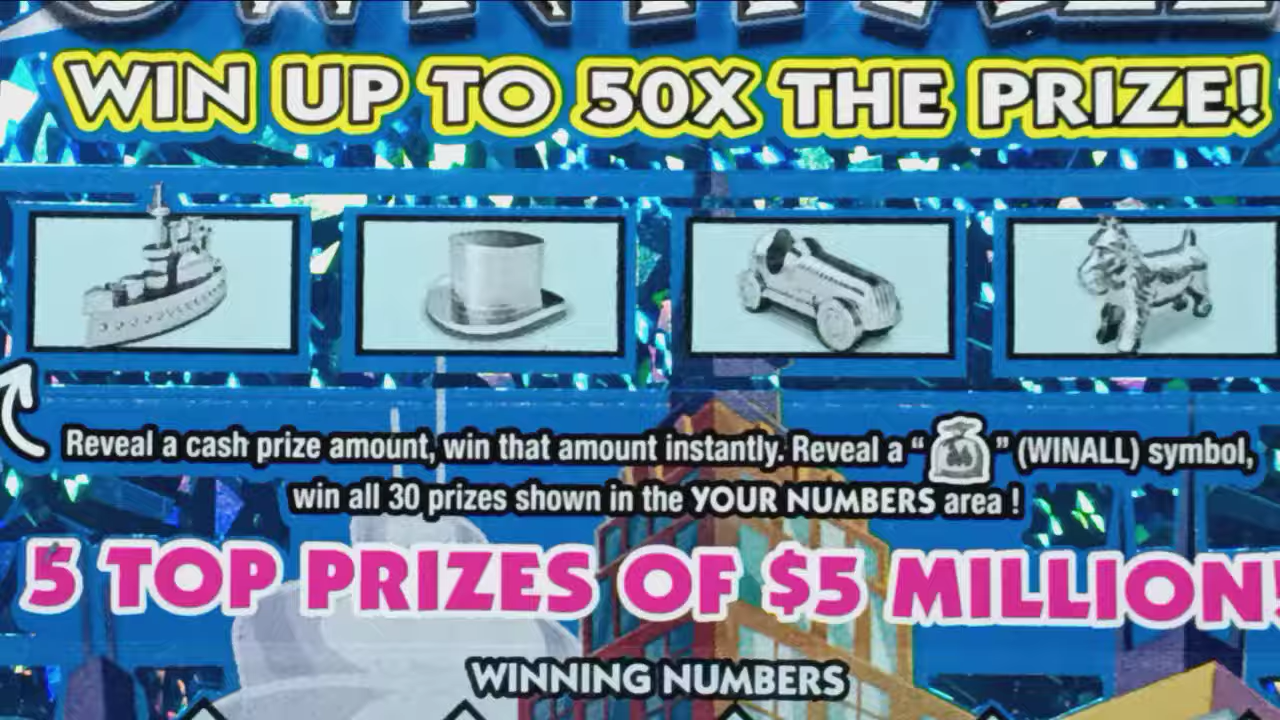 WIN UP TO 50X THE PRIZE!
Reveal a cash prize amount, win that amount instantly. Reveal a “ ” (WINALL) symbol,
win all 30 prizes shown in the YOUR NUMBERS area !
5 TOP PRIZES OF $5 MILLION!
WINNING NUMBERS